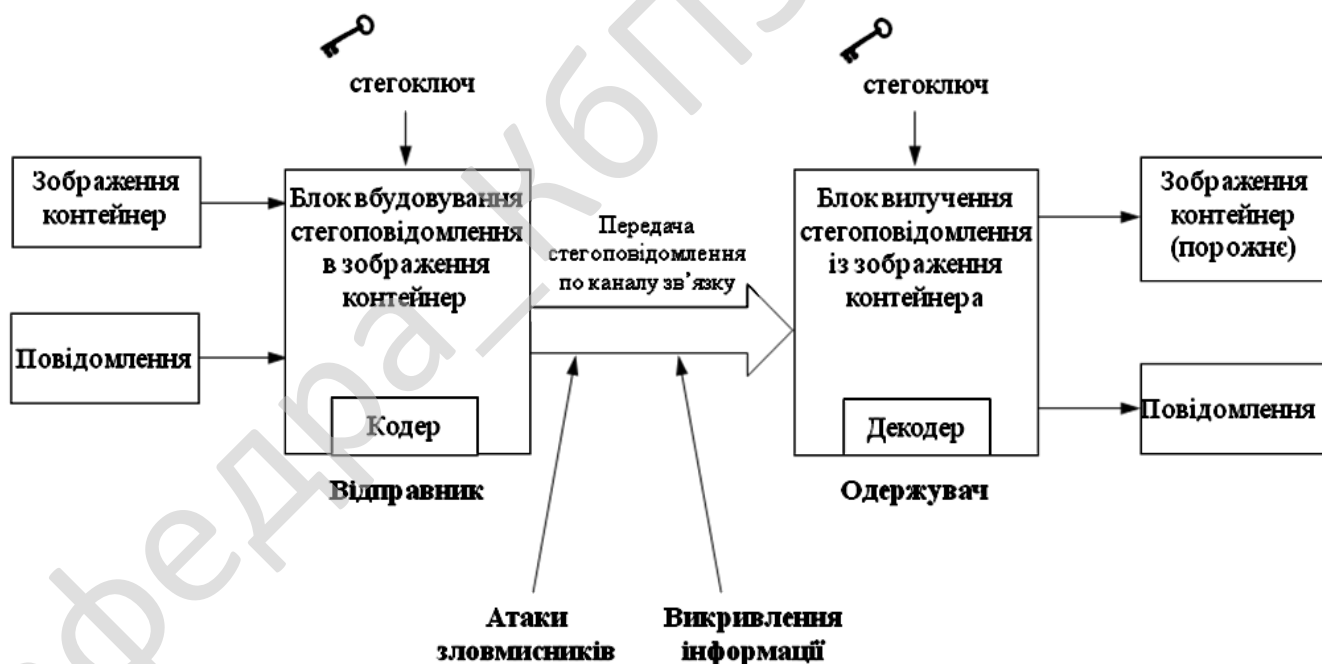 стегоключ
стегоключ
Зображення
контейнер
Повідомлення
Блок вбудовування
стегоповідомлення
в зображення
контейнер
Кодер
Відправник
Передача
стегоповідомлення
по каналу зв’язку
Блок вилучення
стегоповідомлення
із зображення
контейнера
Декодер
Одержувач
Зображення
контейнер
(порожнє)
Повідомлення
Атаки
зловмисників
Викривлення
інформації